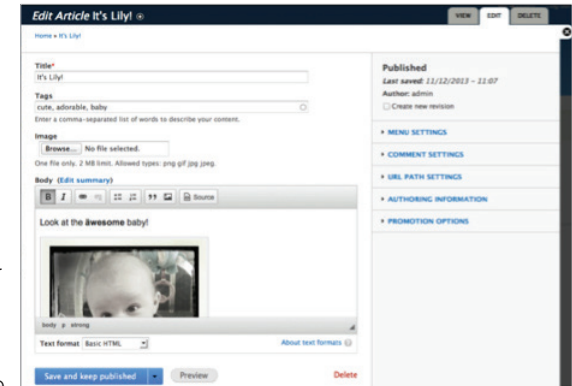 Edit Article It's Lily!
VIEW EDIT DELETE
Home » It's Lily!
Title*
It's Lily!
Tags
cute, adorable, baby
Enter a comma-separated list of words to describe your content.
Image
Browse... No file selected.
One file only. 2 MB limit. Allowed types: png gif jpg jpeg.
Body (Edit summary)
B I Source
Look at the äwesome baby!
body p strong
Text format Basic HTML About text formats
Save and keep published Preview Delete
Published
Last saved: 11/12/2013 - 11:07
Author: admin
Create new revision
MENU SETTINGS
COMMENT SETTINGS
URL PATH SETTINGS
AUTHORING INFORMATION
PROMOTION OPTIONS